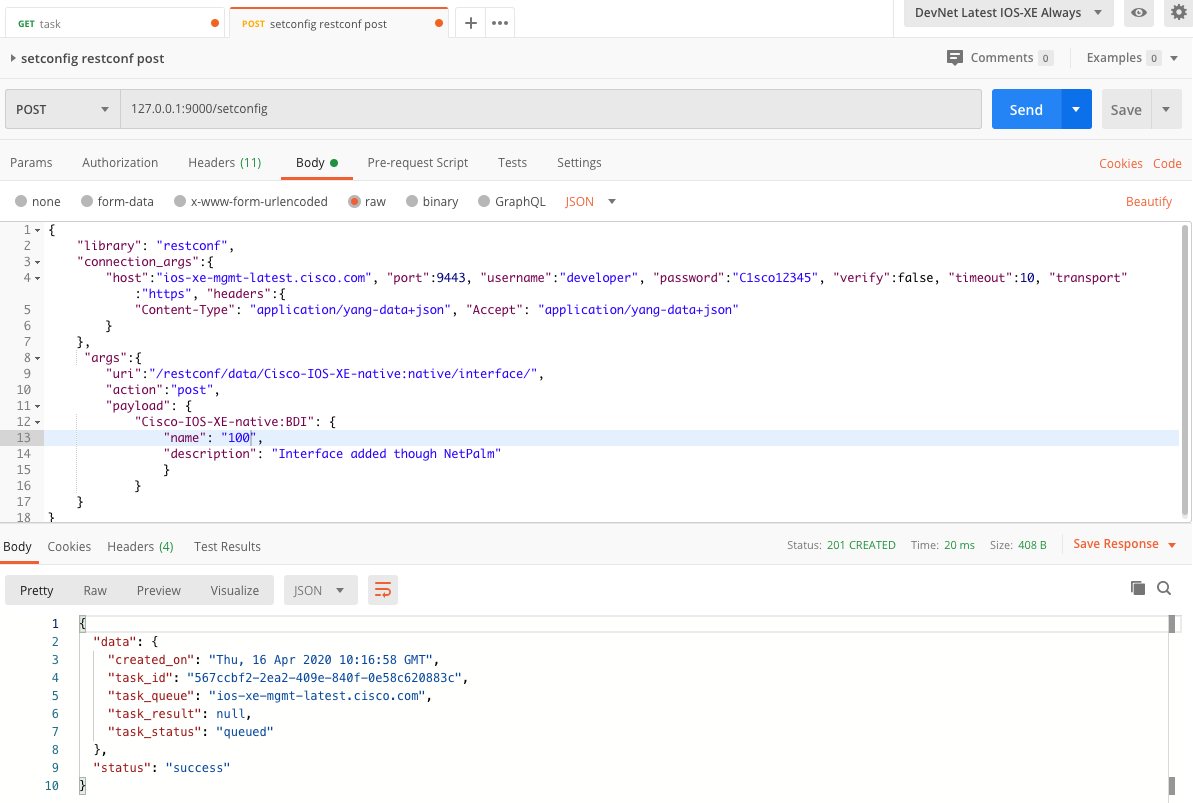 GET task
POST setconfig restconf post
DevNet Latest IOS-XE Always
setconfig restconf post
Comments 0 Examples 0
POST 127.0.0.1:9000/setconfig Send Save
Params Authorization Headers (11) Body Pre-request Script Tests Settings Cookies Code
none form-data x-www-form-urlencoded raw binary GraphQL JSON Beautify
1 {
2 "library": "restconf",
3 "connection_args":{
4 "host":"ios-xe-mgmt-latest.cisco.com", "port":9443, "username":"developer", "password":"C1sco12345", "verify":false, "timeout":10, "transport"
:"https", "headers":{
5 "Content-Type": "application/yang-data+json", "Accept": "application/yang-data+json"
6 }
7 },
8 "args":{
9 "uri":"/restconf/data/Cisco-IOS-XE-native:native/interface/",
10 "action":"post",
11 "payload": {
12 "Cisco-IOS-XE-native:BDI": {
13 "name": "100",
14 "description": "Interface added though NetPalm"
15 }
16 }
17 }
18 }
Body Cookies Headers (4) Test Results Status: 201 CREATED Time: 20 ms Size: 408 B Save Response
Pretty Raw Preview Visualize JSON
1 {
2 "data": {
3 "created_on": "Thu, 16 Apr 2020 10:16:58 GMT",
4 "task_id": "567ccbf2-2ea2-409e-840f-0e58c620883c",
5 "task_queue": "ios-xe-mgmt-latest.cisco.com",
6 "task_result": null,
7 "task_status": "queued"
8 },
9 "status": "success"
10 }